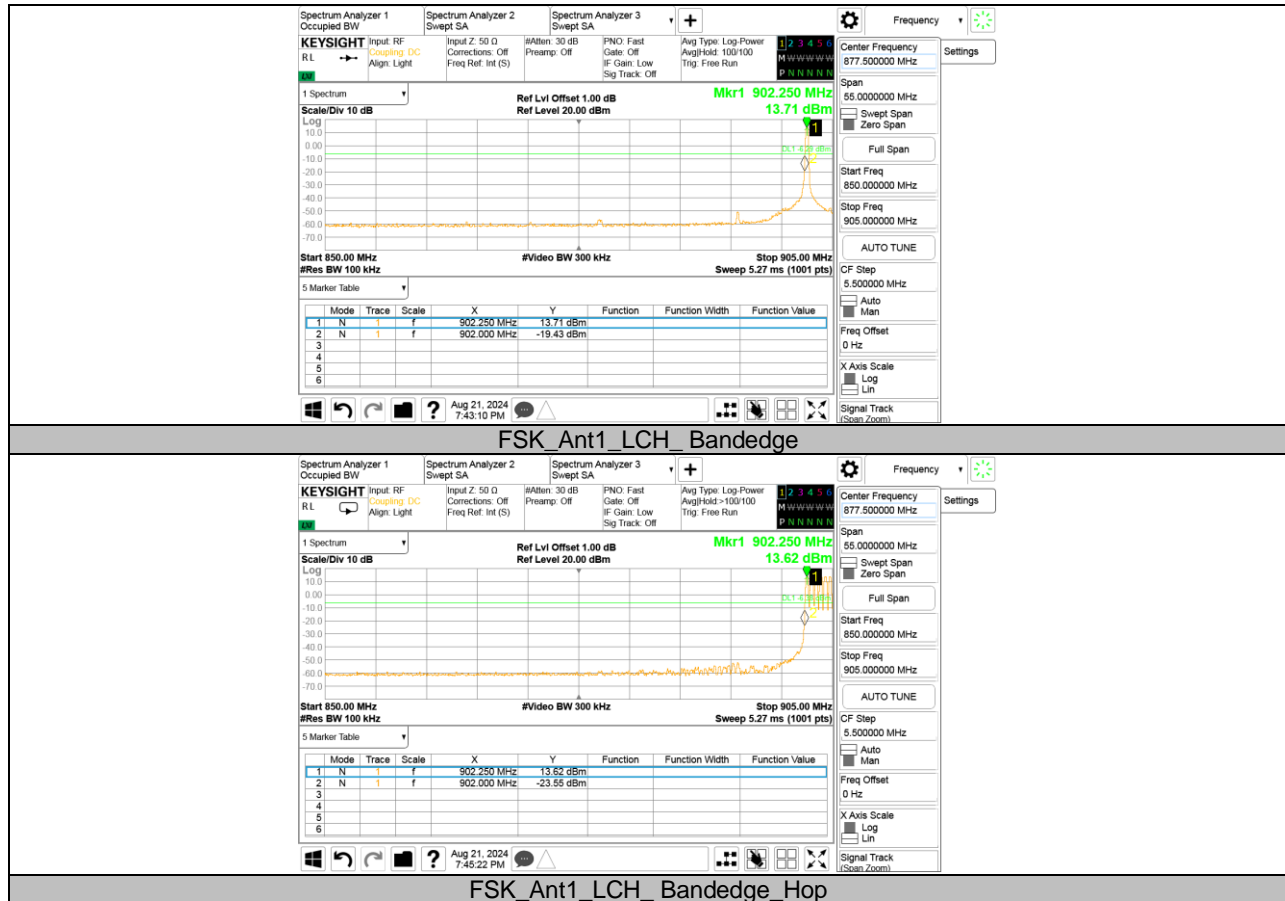 Spectrum Analyzer 1
Occupied BW
Spectrum Analyzer 2
Swept SA
Spectrum Analyzer 3
Swept SA
Frequency
KEYSIGHT
RL
Input: RF
Coupling: DC
Align: Light
Input Z: 50 Ω
Corrections: Off
Freq Ref: Int (S)
#Atten: 30 dB
Preamp: Off
PNO: Fast
Gate: Off
IF Gain: Low
Sig Track: Off
Avg Type: Log-Power
Avg|Hold: 100/100
Trig: Free Run
1 2 3 4 5 6
M W W W W W
P N N N N N
Center Frequency
877.500000 MHz
Settings
Span
55.0000000 MHz
Swept Span
Zero Span
Full Span
Start Freq
850.000000 MHz
Stop Freq
905.000000 MHz
AUTO TUNE
CF Step
5.500000 MHz
Auto
Man
Freq Offset
0 Hz
X Axis Scale
Log
Lin
Signal Track
(Span Zoom)
1 Spectrum
Scale/Div 10 dB
Ref Lvl Offset 1.00 dB
Ref Level 20.00 dBm
Mkr1 902.250 MHz
13.71 dBm
Log
10.0
0.00
-10.0
-20.0
-30.0
-40.0
-50.0
-60.0
-70.0
1
DL1 -6.29 dBm
Start 850.00 MHz
#Res BW 100 kHz
#Video BW 300 kHz
Stop 905.00 MHz
Sweep 5.27 ms (1001 pts)
5 Marker Table
Mode Trace Scale X Y Function Function Width Function Value
1 N 1 f 902.250 MHz 13.71 dBm
2 N 1 f 902.000 MHz -19.43 dBm
3
4
5
6
Aug 21, 2024
7:43:10 PM
FSK_Ant1_LCH_ Bandedge
Spectrum Analyzer 1
Occupied BW
Spectrum Analyzer 2
Swept SA
Spectrum Analyzer 3
Swept SA
Frequency
KEYSIGHT
RL
Input: RF
Coupling: DC
Align: Light
Input Z: 50 Ω
Corrections: Off
Freq Ref: Int (S)
#Atten: 30 dB
Preamp: Off
PNO: Fast
Gate: Off
IF Gain: Low
Sig Track: Off
Avg Type: Log-Power
Avg|Hold:>100/100
Trig: Free Run
1 2 3 4 5 6
M W W W W W
P N N N N N
Center Frequency
877.500000 MHz
Settings
Span
55.0000000 MHz
Swept Span
Zero Span
Full Span
Start Freq
850.000000 MHz
Stop Freq
905.000000 MHz
AUTO TUNE
CF Step
5.500000 MHz
Auto
Man
Freq Offset
0 Hz
X Axis Scale
Log
Lin
Signal Track
(Span Zoom)
1 Spectrum
Scale/Div 10 dB
Ref Lvl Offset 1.00 dB
Ref Level 20.00 dBm
Mkr1 902.250 MHz
13.62 dBm
Log
10.0
0.00
-10.0
-20.0
-30.0
-40.0
-50.0
-60.0
-70.0
1
Start 850.00 MHz
#Res BW 100 kHz
#Video BW 300 kHz
Stop 905.00 MHz
Sweep 5.27 ms (1001 pts)
5 Marker Table
Mode Trace Scale X Y Function Function Width Function Value
1 N 1 f 902.250 MHz 13.62 dBm
2 N 1 f 902.000 MHz -23.55 dBm
3
4
5
6
Aug 21, 2024
7:45:22 PM
FSK_Ant1_LCH_ Bandedge_Hop